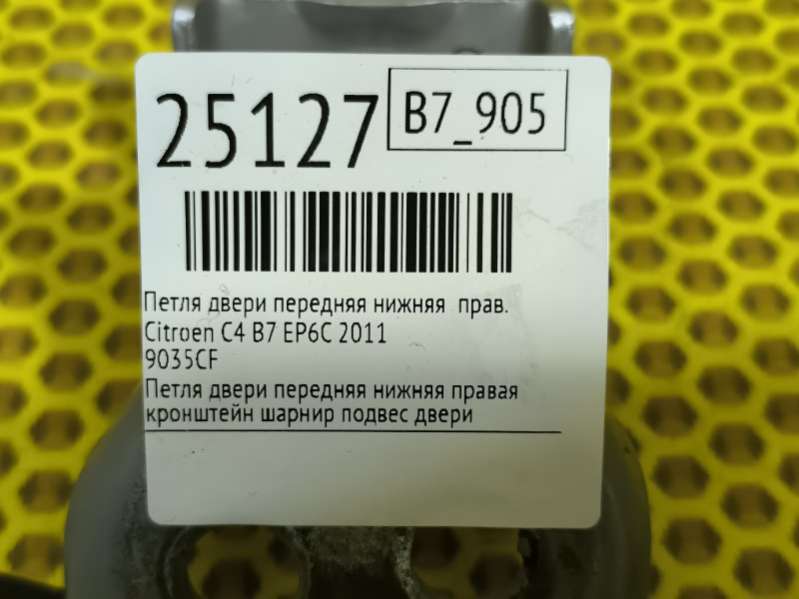 25127
B7_905
Петля двери передняя нижняя прав.
Citroen C4 B7 EP6C 2011
9035CF
Петля двери передняя нижняя правая
кронштейн шарнир подвес двери